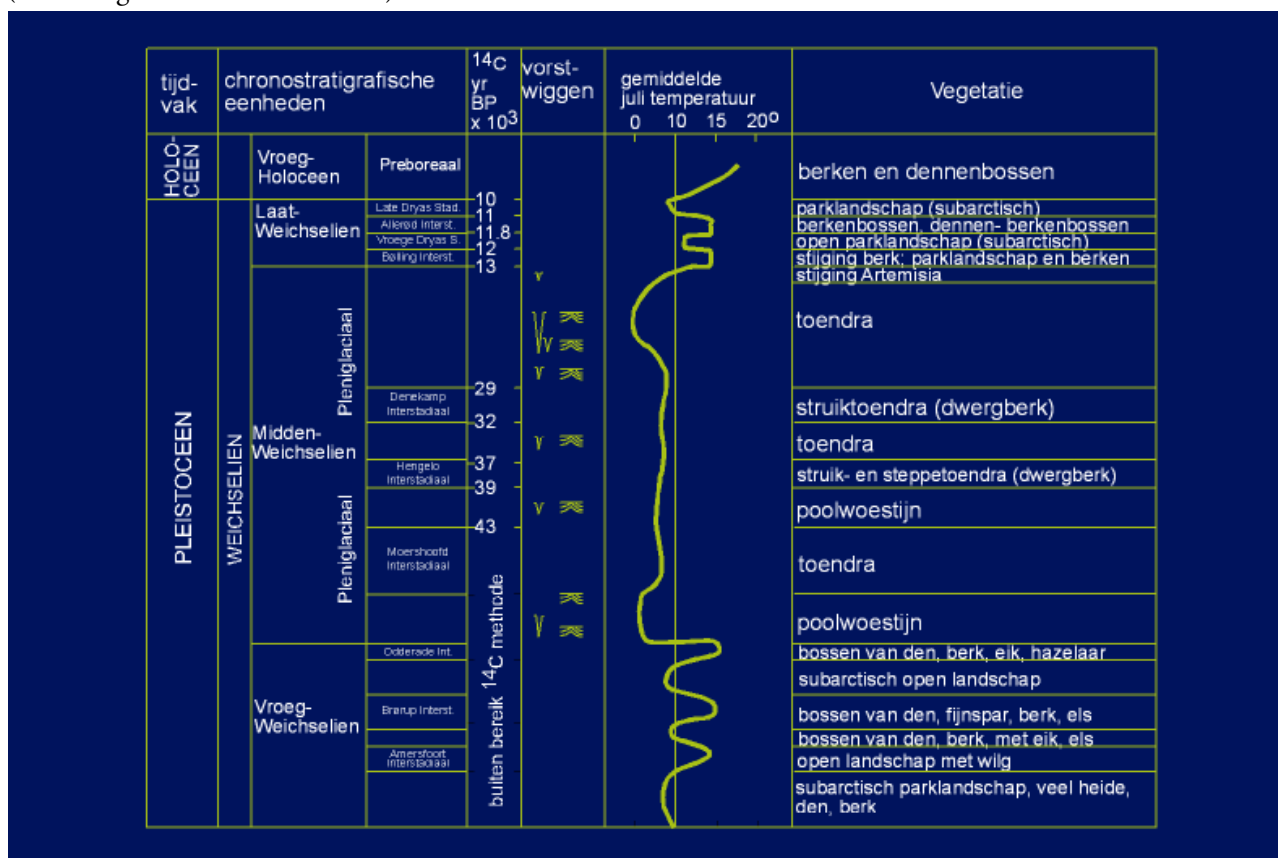 tijd-
vak
chronostratigrafische
eenheden
14C
yr
BP
x 103
vorst-
wiggen
gemiddelde
juli temperatuur
0 10 15 20o
Vegetatie
HOLO-
CEEN
Vroeg-
Holoceen
Preboreaal
berken en dennenbossen
10
PLEISTOCEEN
WEICHSELIEN
Laat-
Weichselien
Late Dryas Stad.
parklandschap (subarctisch)
11
Allerød Interst.
berkenbossen, dennen- berkenbossen
11.8
Vroege Dryas S.
open parklandschap (subarctisch)
12
Bølling Interst.
stijging berk; parklandschap en berken
13
stijging Artemisia
Pleniglaciaal
toendra
29
Denekamp
Interstadiaal
struiktoendra (dwergberk)
32
Midden-
Weichselien
toendra
37
Hengelo
Interstadiaal
struik- en steppetoendra (dwergberk)
39
Pleniglaciaal
poolwoestijn
43
Moershoofd
Interstadiaal
toendra
buiten bereik 14C methode
poolwoestijn
Odderade Int.
bossen van den, berk, eik, hazelaar
subarctisch open landschap
Vroeg-
Weichselien
Brørup Interst.
bossen van den, fijnspar, berk, els
bossen van den, berk, met eik, els
Amersfoort
Interstadiaal
open landschap met wilg
subarctisch parklandschap, veel heide,
den, berk